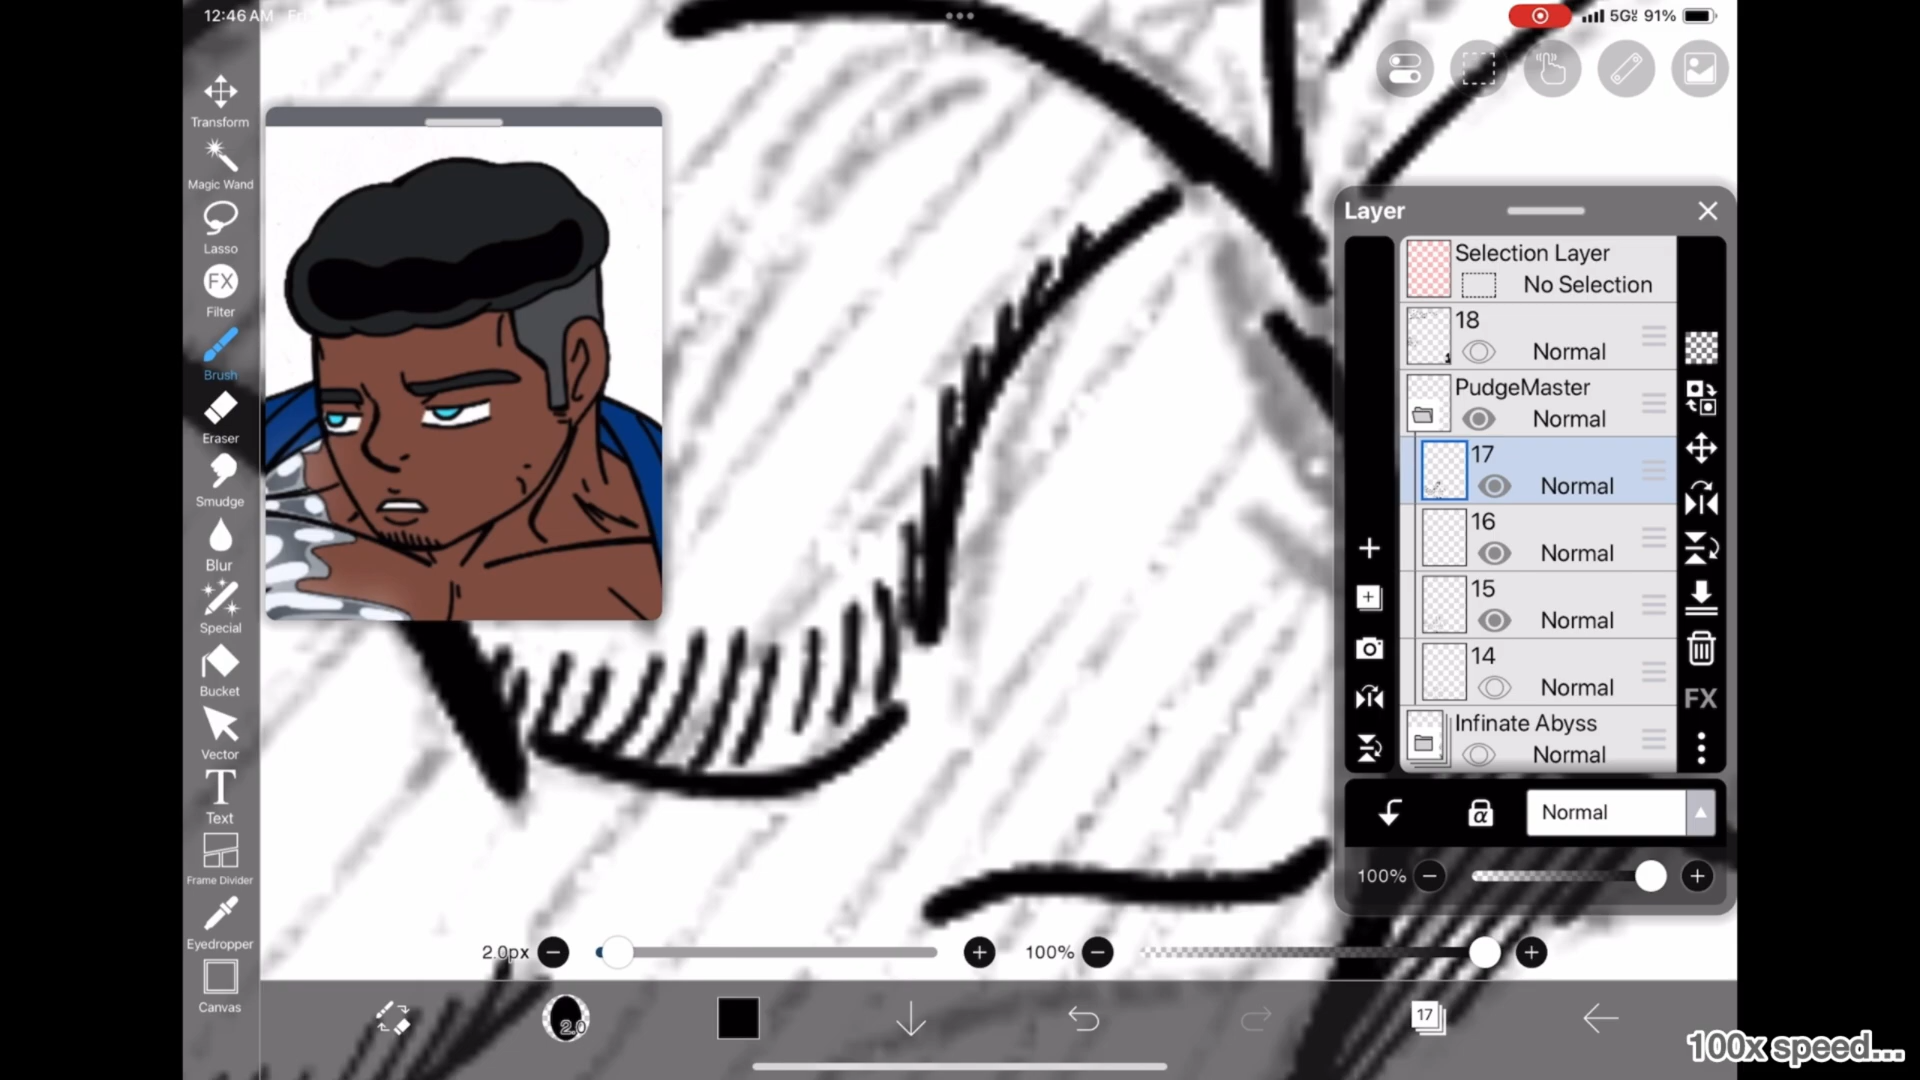 12:46 AM
5G 91%
Transform
Magic Wand
Lasso
FX
Filter
Brush
Eraser
Smudge
Blur
Special
Bucket
Vector
T
Text
Frame Divider
Eyedropper
Canvas
Layer
Selection Layer
No Selection
18
Normal
PudgeMaster
Normal
17
Normal
16
Normal
15
Normal
14
Normal
Infinate Abyss
Normal
FX
α
Normal
100%
2.0px
100%
2.0
17
100x speed...